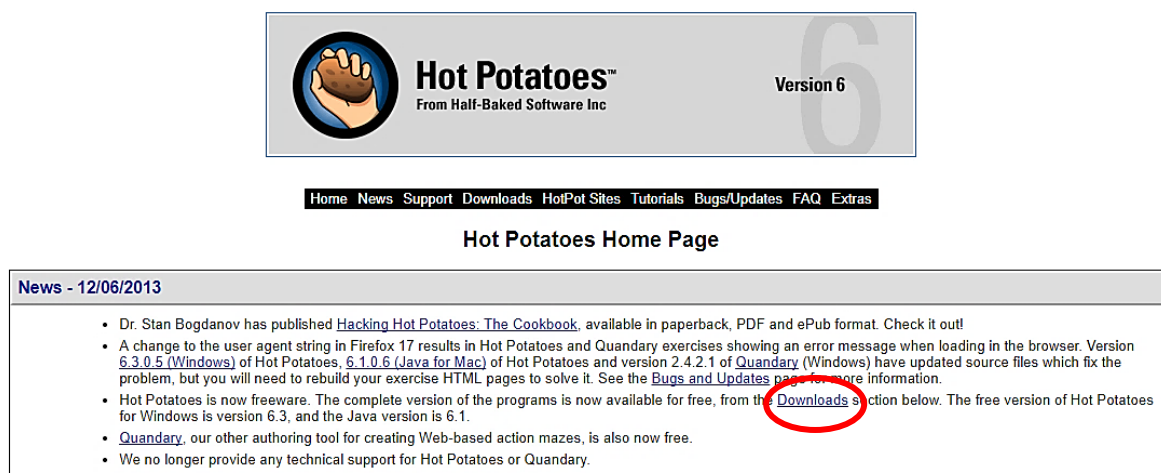 Hot Potatoes™
From Half-Baked Software Inc
6
Version 6
Home News Support Downloads HotPot Sites Tutorials Bugs/Updates FAQ Extras
Hot Potatoes Home Page
News - 12/06/2013
• Dr. Stan Bogdanov has published Hacking Hot Potatoes: The Cookbook, available in paperback, PDF and ePub format. Check it out!
• A change to the user agent string in Firefox 17 results in Hot Potatoes and Quandary exercises showing an error message when loading in the browser. Version
6.3.0.5 (Windows) of Hot Potatoes, 6.1.0.6 (Java for Mac) of Hot Potatoes and version 2.4.2.1 of Quandary (Windows) have updated source files which fix the
problem, but you will need to rebuild your exercise HTML pages to solve it. See the Bugs and Updates page for more information.
• Hot Potatoes is now freeware. The complete version of the programs is now available for free, from the Downloads section below. The free version of Hot Potatoes
for Windows is version 6.3, and the Java version is 6.1.
• Quandary, our other authoring tool for creating Web-based action mazes, is also now free.
• We no longer provide any technical support for Hot Potatoes or Quandary.